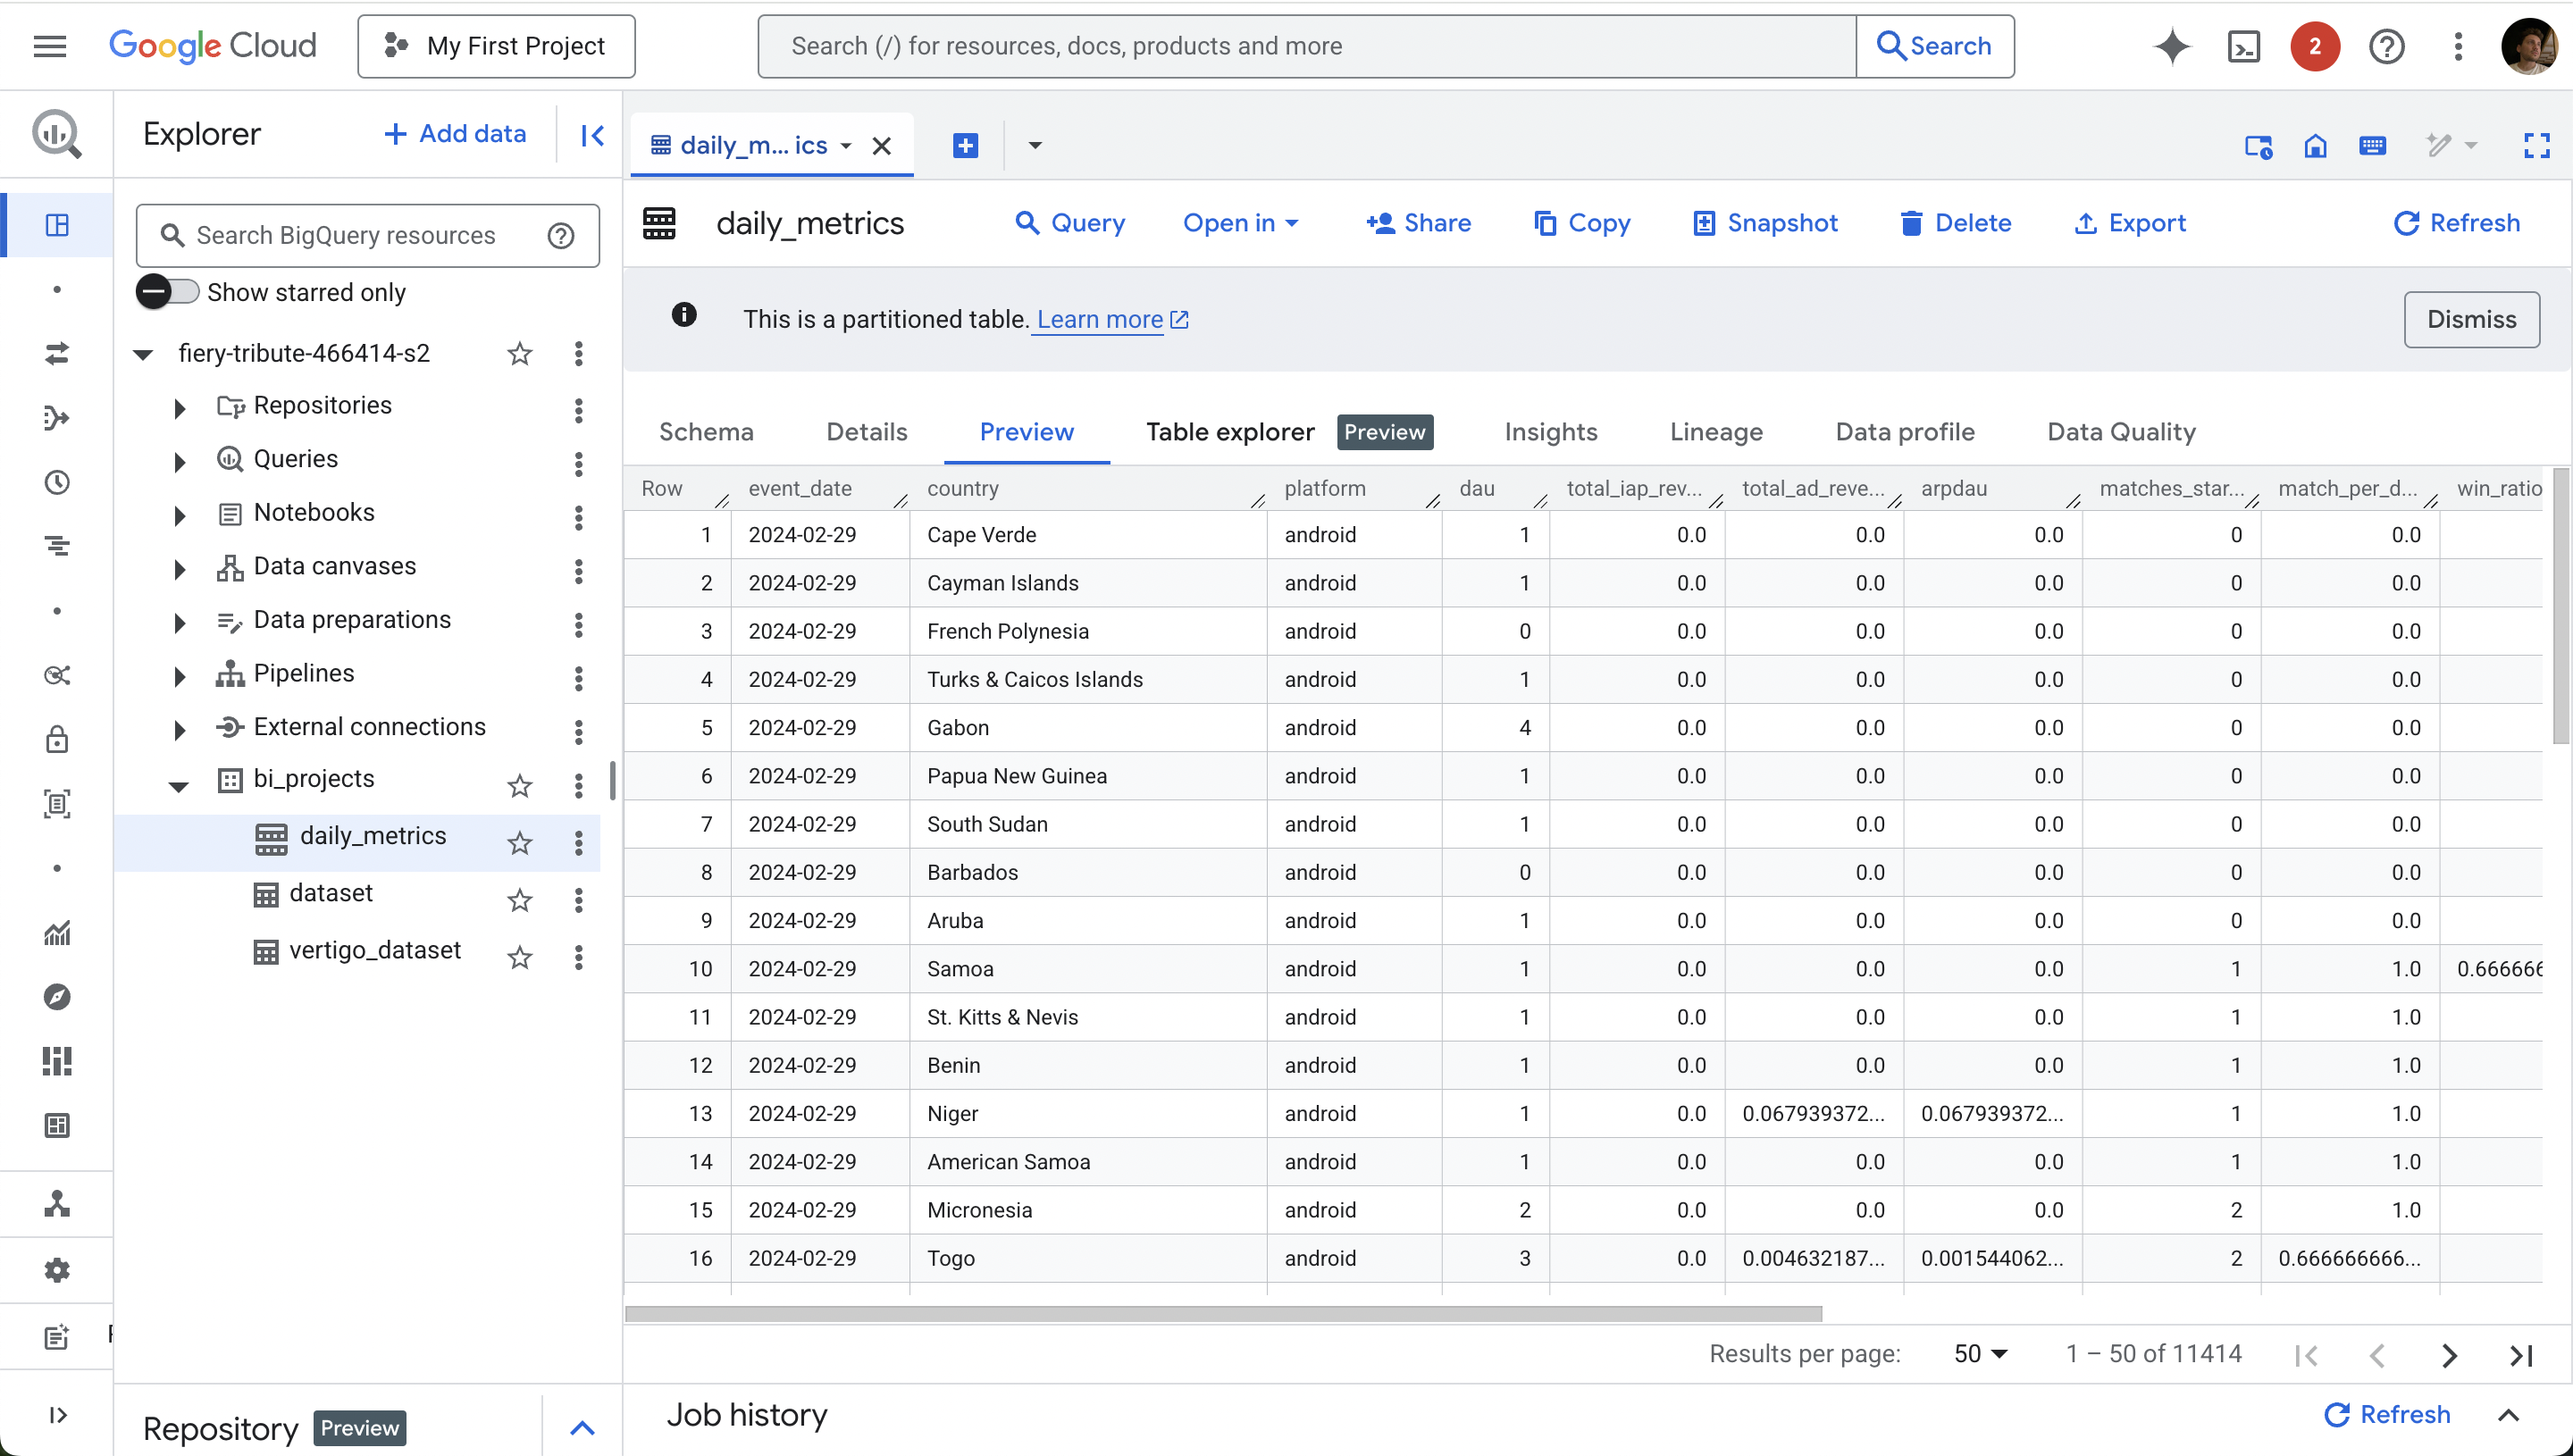 Google Cloud
My First Project
Search (/) for resources, docs, products and more
Search
2
Explorer
Add data
daily_m... ics
Search BigQuery resources
Show starred only
fiery-tribute-466414-s2
Repositories
Queries
Notebooks
Data canvases
Data preparations
Pipelines
External connections
bi_projects
daily_metrics
dataset
vertigo_dataset
Repository Preview
daily_metrics Query Open in Share Copy Snapshot Delete Export Refresh
This is a partitioned table. Learn more
Dismiss
Schema Details Preview Table explorer Preview Insights Lineage Data profile Data Quality
Row event_date country platform dau total_iap_rev... total_ad_reve... arpdau matches_star... match_per_d... win_ratio
1 2024-02-29 Cape Verde android 1 0.0 0.0 0.0 0 0.0
2 2024-02-29 Cayman Islands android 1 0.0 0.0 0.0 0 0.0
3 2024-02-29 French Polynesia android 0 0.0 0.0 0.0 0 0.0
4 2024-02-29 Turks & Caicos Islands android 1 0.0 0.0 0.0 0 0.0
5 2024-02-29 Gabon android 4 0.0 0.0 0.0 0 0.0
6 2024-02-29 Papua New Guinea android 1 0.0 0.0 0.0 0 0.0
7 2024-02-29 South Sudan android 1 0.0 0.0 0.0 0 0.0
8 2024-02-29 Barbados android 0 0.0 0.0 0.0 0 0.0
9 2024-02-29 Aruba android 1 0.0 0.0 0.0 0 0.0
10 2024-02-29 Samoa android 1 0.0 0.0 0.0 1 1.0 0.666666
11 2024-02-29 St. Kitts & Nevis android 1 0.0 0.0 0.0 1 1.0
12 2024-02-29 Benin android 1 0.0 0.0 0.0 1 1.0
13 2024-02-29 Niger android 1 0.0 0.067939372... 0.067939372... 1 1.0
14 2024-02-29 American Samoa android 1 0.0 0.0 0.0 1 1.0
15 2024-02-29 Micronesia android 2 0.0 0.0 0.0 2 1.0
16 2024-02-29 Togo android 3 0.0 0.004632187... 0.001544062... 2 0.666666666...
Results per page: 50 1 – 50 of 11414
Job history
Refresh